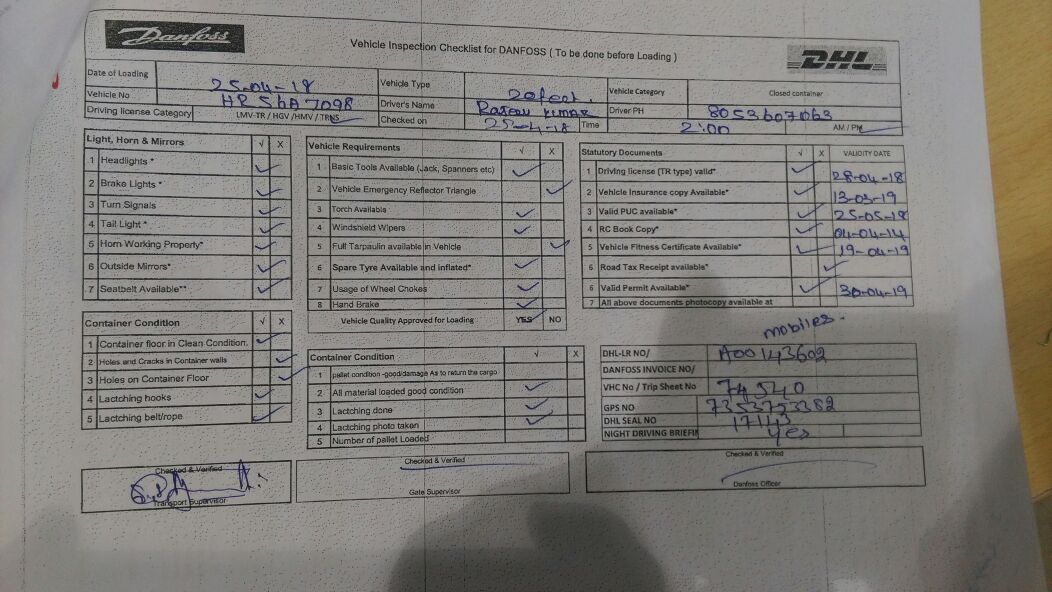 Danfoss
Vehicle Inspection Checklist for DANFOSS ( To be done before Loading )
DHL
Date of Loading 25-04-18 Vehicle Type Vehicle Category Closed container
Vehicle No HR 7098 Driver's Name KUMAR Driver PH 8053607063
Driving license Category LMV-TR / HGV /HMV / TRNS Checked on 25-04-18 Time 2:00 AM / PM
Light, Horn & Mirrors √ X
1 Headlights *
2 Brake Lights *
3 Turn Signals
4 Tail Light *
5 Horn Working Property*
6 Outside Mirrors*
7 Seatbelt Available**
Vehicle Requirements √ X
1 Basic Tools Available (Jack, Spanners etc)
2 Vehicle Emergency Reflector Triangle
3 Torch Available
4 Windshield Wipers
5 Full Tarpaulin available in Vehicle
6 Spare Tyre Available and inflated*
7 Usage of Wheel Chokes
8 Hand Brake
Vehicle Quality Approved for Loading YES NO
Statutory Documents √ X VALIDITY DATE
1 Driving license (TR type) valid* 28-04-18
2 Vehicle Insurance copy Available* 13-03-19
3 Valid PUC available* 25-05-18
4 RC Book Copy* 04-04-14
5 Vehicle Fitness Certificate Available* 19-04-19
6 Road Tax Receipt available*
6 Valid Permit Available* 30-04-19
7 All above documents photocopy available at
mobiles.
Container Condition √ X
1 Container floor in Clean Condition.
2 Holes and Cracks in Container walls
3 Holes on Container Floor
4 Lactching hooks
5 Lactching belt/rope
Container Condition √ X
1 pallet condition -good/damage As to return the cargo
2 All material loaded good condition
3 Lactching done
4 Lactching photo taken
5 Number of pallet Loaded
DHL-LR NO/ A00143602
DANFOSS INVOICE NO/
VHC No / Trip Sheet No 74540
GPS NO 7353753382
DHL SEAL NO 17143
NIGHT DRIVING BRIEFIN yes
Checked & Verified
Transport Supervisor
Checked & Verified
Gate Supervisor
Checked & Verified
Danfoss Officer